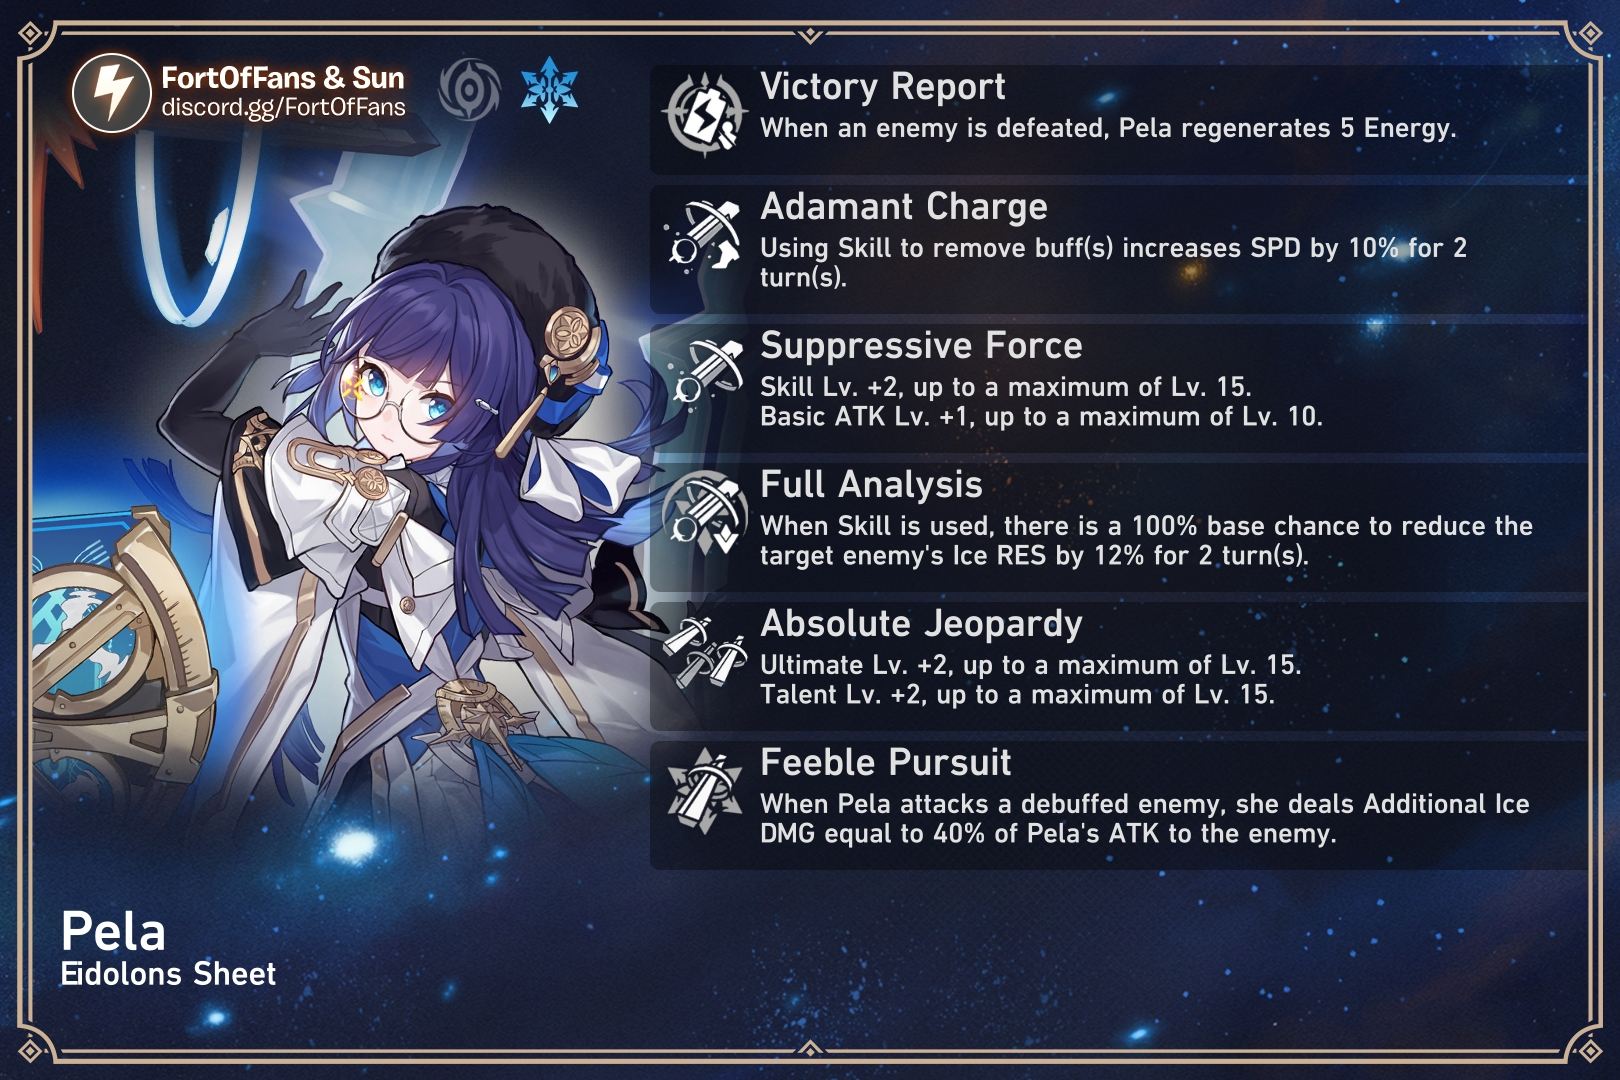 FortOfFans & Sun
discord.gg/FortOfFans
Victory Report
When an enemy is defeated, Pela regenerates 5 Energy.
Adamant Charge
Using Skill to remove buff(s) increases SPD by 10% for 2
turn(s).
Suppressive Force
Skill Lv. +2, up to a maximum of Lv. 15.
Basic ATK Lv. +1, up to a maximum of Lv. 10.
Full Analysis
When Skill is used, there is a 100% base chance to reduce the
target enemy's Ice RES by 12% for 2 turn(s).
Absolute Jeopardy
Ultimate Lv. +2, up to a maximum of Lv. 15.
Talent Lv. +2, up to a maximum of Lv. 15.
Feeble Pursuit
When Pela attacks a debuffed enemy, she deals Additional Ice
DMG equal to 40% of Pela's ATK to the enemy.
Pela
Eidolons Sheet